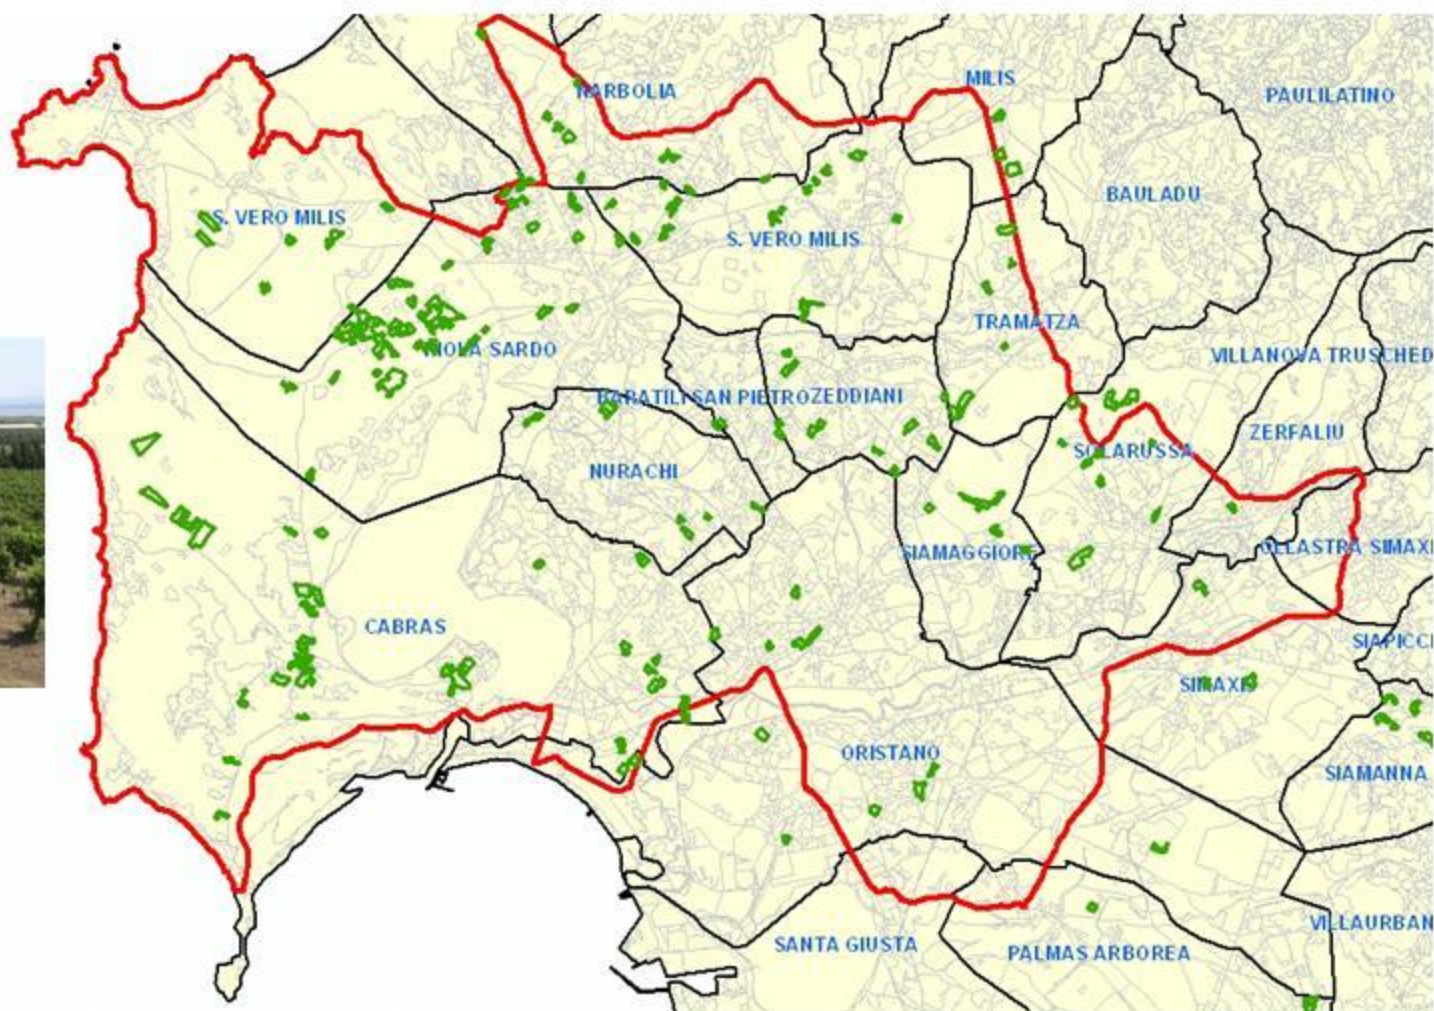 NARBOLIA
MILIS
PAULILATINO
BAULADU
S. VERO MILIS
S. VERO MILIS
TRAMATZA
VILLANOVA TRUSCHED
RIOLA SARDO
BARATILI SAN PIETRO
ZEDDIANI
ZERFALIU
SOLARUSSA
NURACHI
SIAMAGGIORE
OLLASTRA SIMAXI
CABRAS
SIAPICCI
SIMAXIS
ORISTANO
SIAMANNA
VILLAURBAN
SANTA GIUSTA
PALMAS ARBOREA